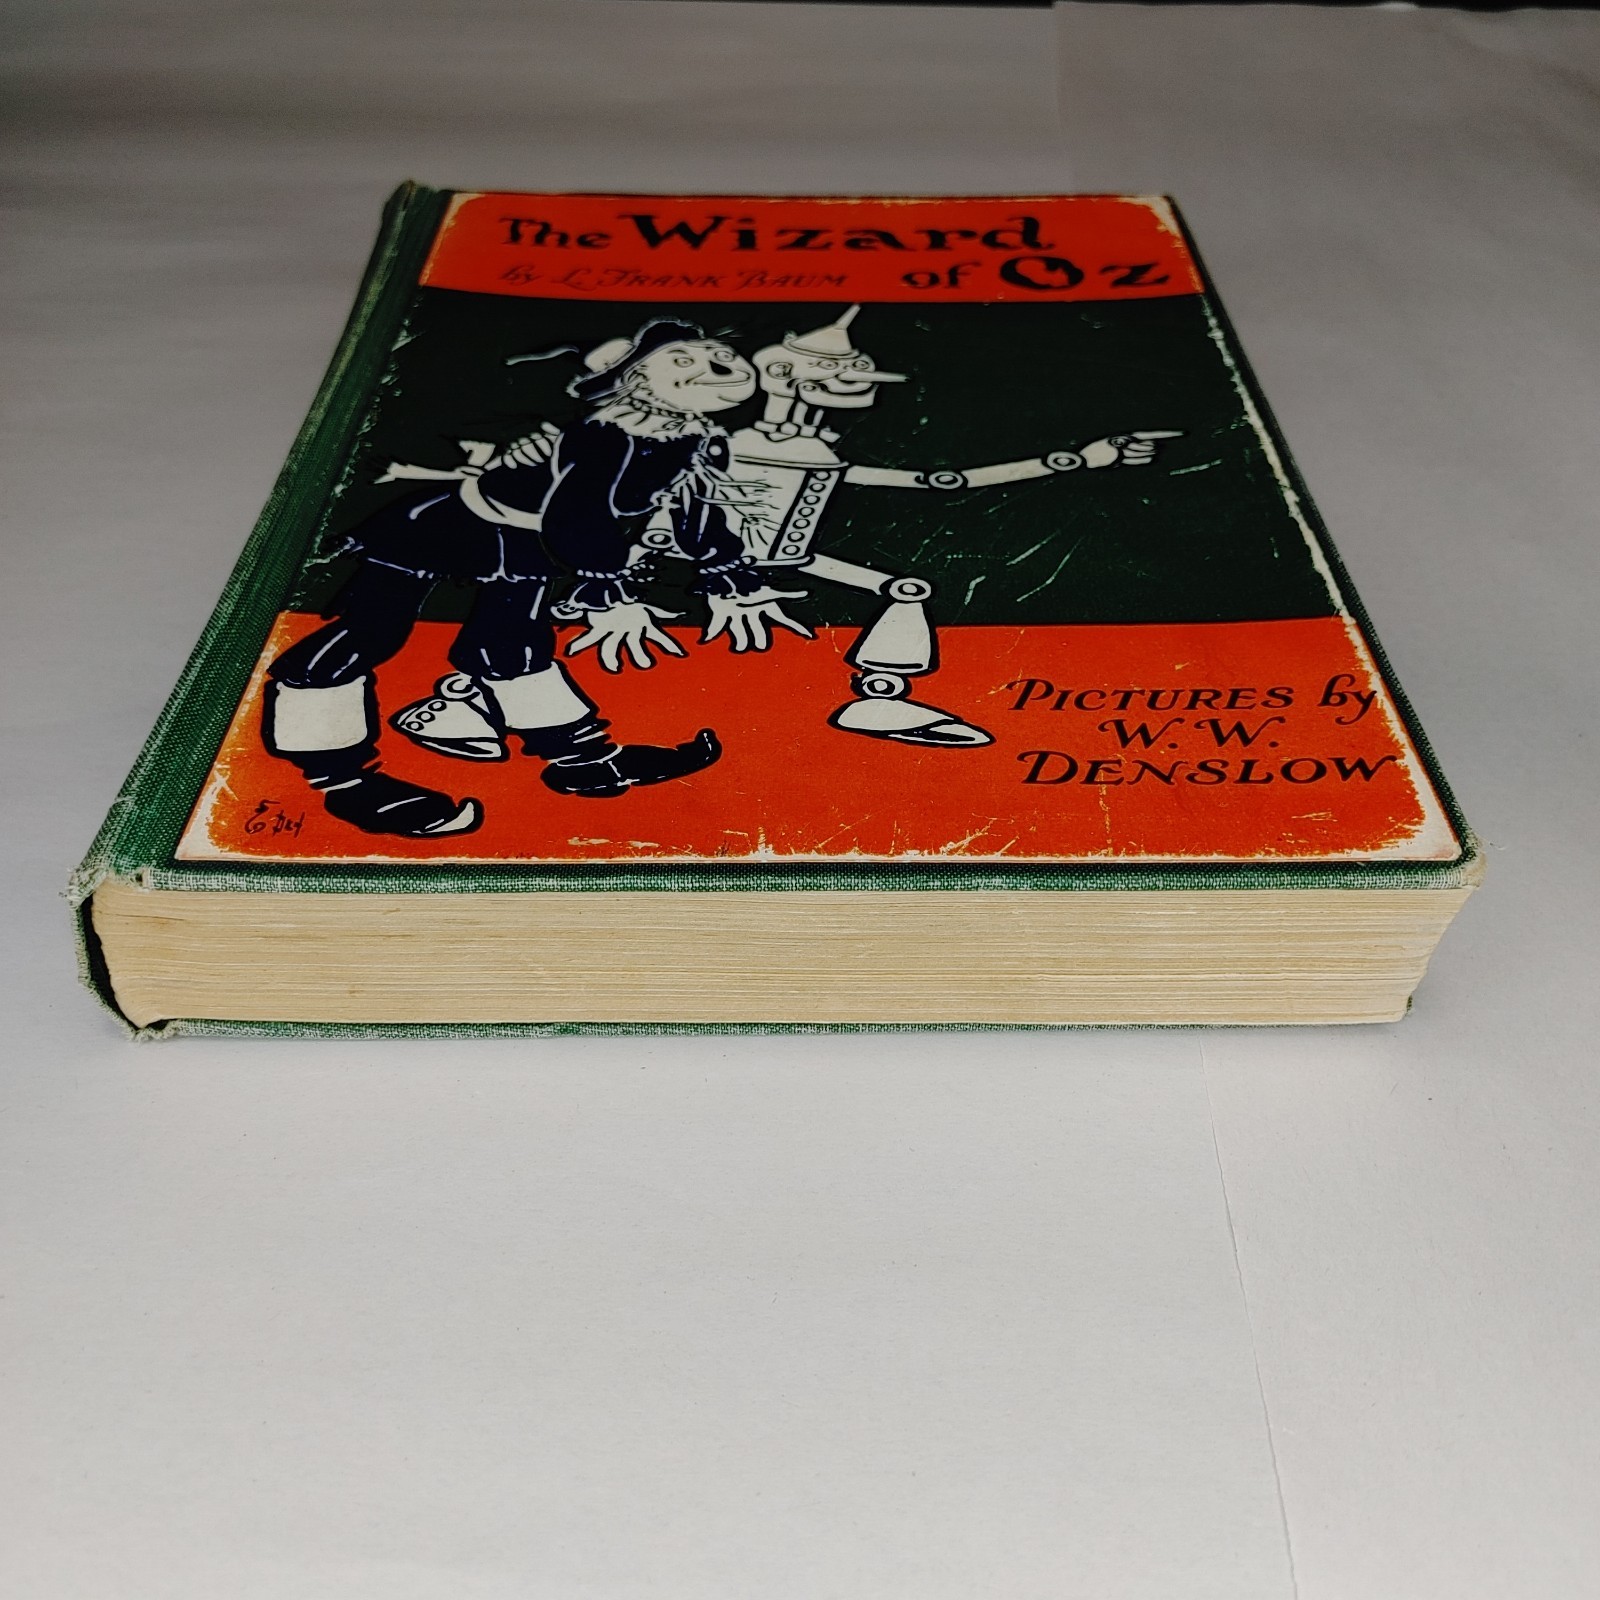 The Wizard
by L. Frank Baum of Oz
Pictures by
W. W.
Denslow